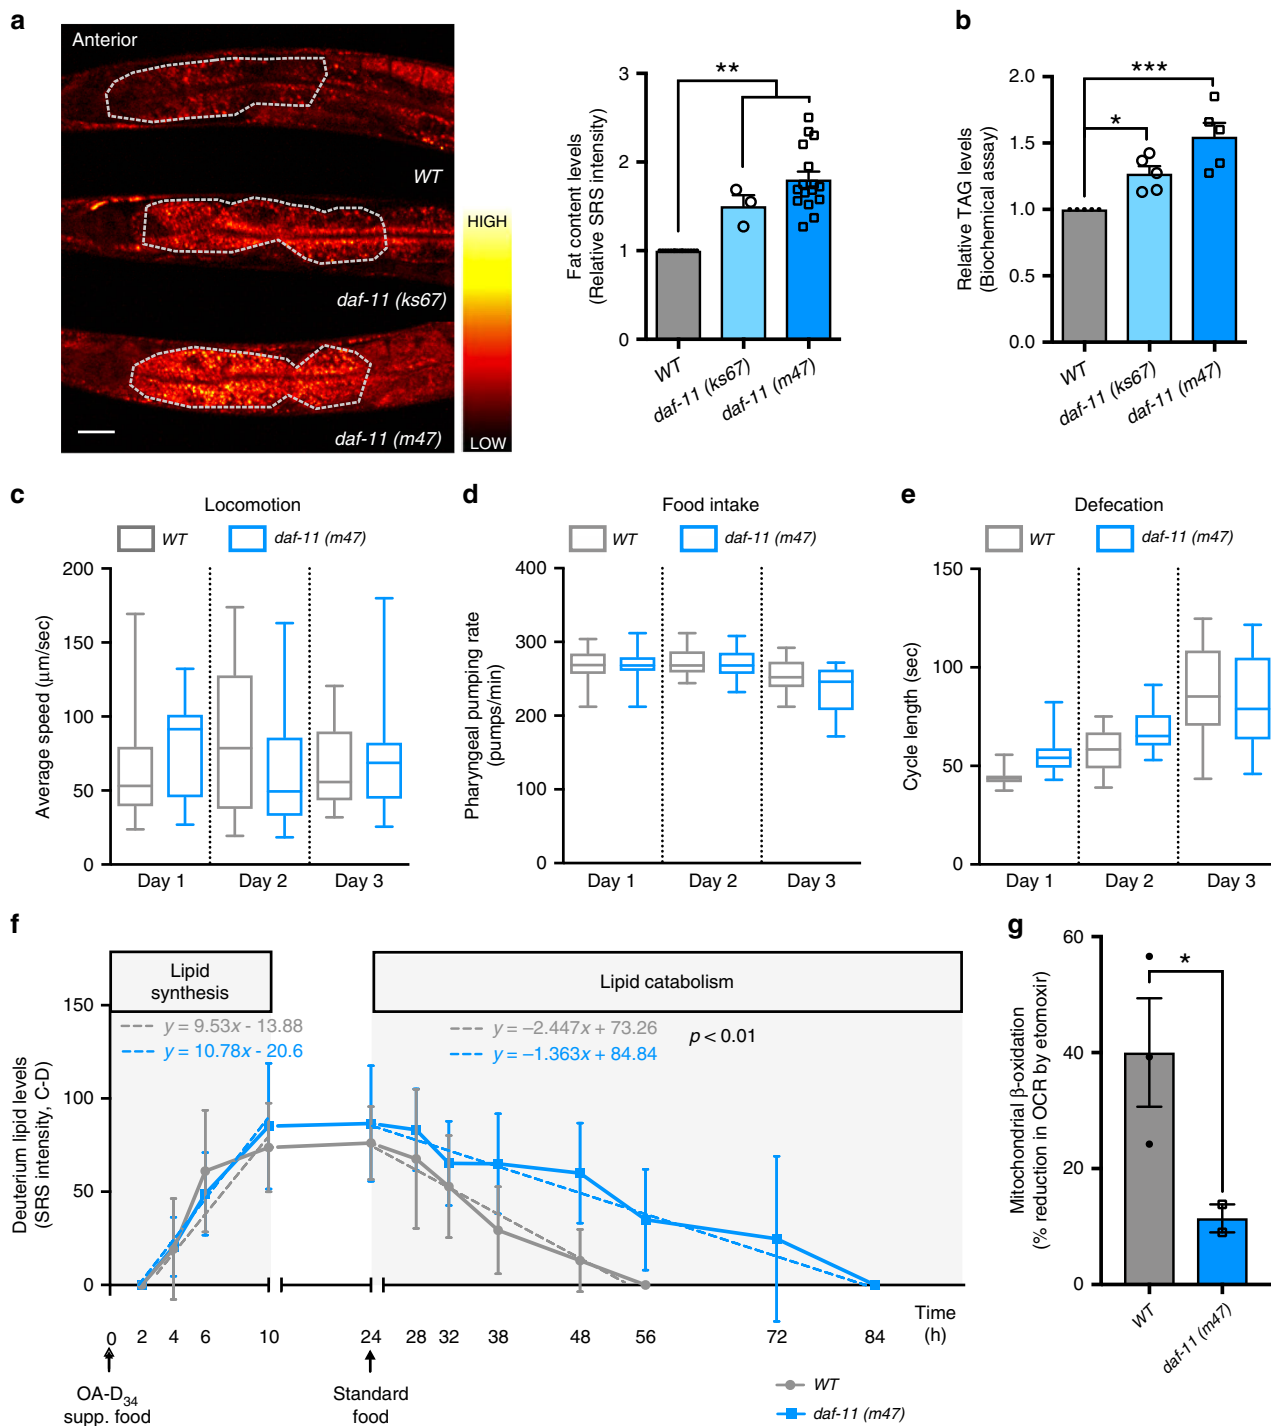 a
Anterior
WT
daf-11 (ks67)
daf-11 (m47)
HIGH
LOW
Fat content levels
(Relative SRS intensity)
3
2
1
0
**
WT
daf-11 (ks67)
daf-11 (m47)
b
Relative TAG levels
(Biochemical assay)
2.0
1.5
1.0
0.5
0.0
***
*
WT
daf-11 (ks67)
daf-11 (m47)
c
Locomotion
WT
daf-11 (m47)
Average speed (μm/sec)
200
150
100
50
0
Day 1
Day 2
Day 3
d
Food intake
WT
daf-11 (m47)
Pharyngeal pumping rate
(pumps/min)
400
300
200
100
0
Day 1
Day 2
Day 3
e
Defecation
WT
daf-11 (m47)
Cycle length (sec)
150
100
50
0
Day 1
Day 2
Day 3
f
Lipid
synthesis
Lipid catabolism
y = 9.53x - 13.88
y = 10.78x - 20.6
y = −2.447x + 73.26
y = −1.363x + 84.84
p < 0.01
Deuterium lipid levels
(SRS intensity, C-D)
150
100
50
0
0 2 4 6 10 24 28 32 38 48 56 72 84
Time
(h)
OA-D34
supp. food
Standard
food
WT
daf-11 (m47)
g
Mitochondrial β-oxidation
(% reduction in OCR by etomoxir)
60
40
20
0
*
WT
daf-11 (m47)